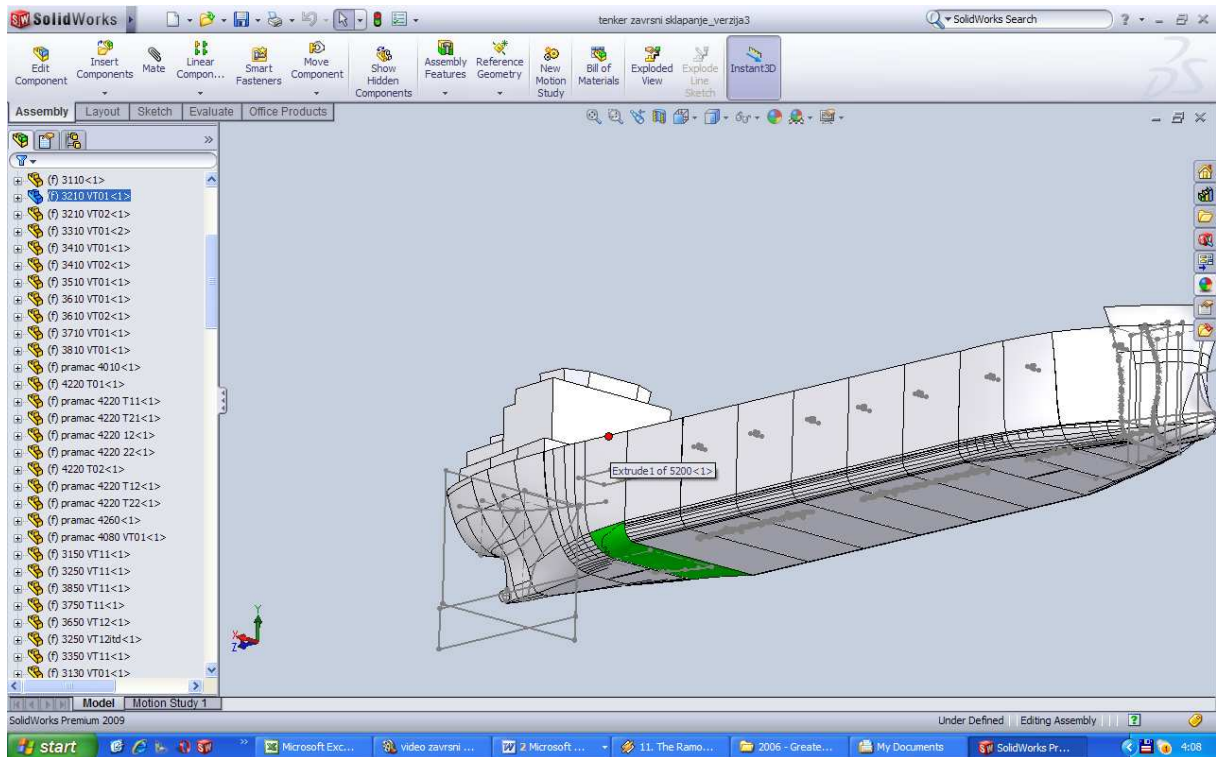 SolidWorks
tenker zavrsni sklapanje_verzija3
SolidWorks Search
Edit Component
Insert Components
Mate
Linear Compon...
Smart Fasteners
Move Component
Show Hidden Components
Assembly Features
Reference Geometry
New Motion Study
Bill of Materials
Exploded View
Explode Line Sketch
Instant3D
Assembly Layout Sketch Evaluate Office Products
(f) 3110<1>
(f) 3210 VT01<1>
(f) 3210 VT02<1>
(f) 3310 VT01<2>
(f) 3410 VT01<1>
(f) 3410 VT02<1>
(f) 3510 VT01<1>
(f) 3610 VT01<1>
(f) 3610 VT02<1>
(f) 3710 VT01<1>
(f) 3810 VT01<1>
(f) pramac 4010<1>
(f) 4220 T01<1>
(f) pramac 4220 T11<1>
(f) pramac 4220 T21<1>
(f) pramac 4220 12<1>
(f) pramac 4220 22<1>
(f) 4220 T02<1>
(f) pramac 4220 T12<1>
(f) pramac 4220 T22<1>
(f) pramac 4260<1>
(f) pramac 4080 VT01<1>
(f) 3150 VT11<1>
(f) 3250 VT11<1>
(f) 3850 VT11<1>
(f) 3750 T11<1>
(f) 3650 VT12<1>
(f) 3250 VT12itd<1>
(f) 3350 VT11<1>
(f) 3130 VT01<1>
Extrude1 of 5200<1>
Y
X
Z
Model Motion Study 1
SolidWorks Premium 2009
Under Defined Editing Assembly
start
Microsoft Exc...
video zavrsni ...
2 Microsoft ...
11. The Ramo...
2006 - Greate...
My Documents
SolidWorks Pr...
4:08